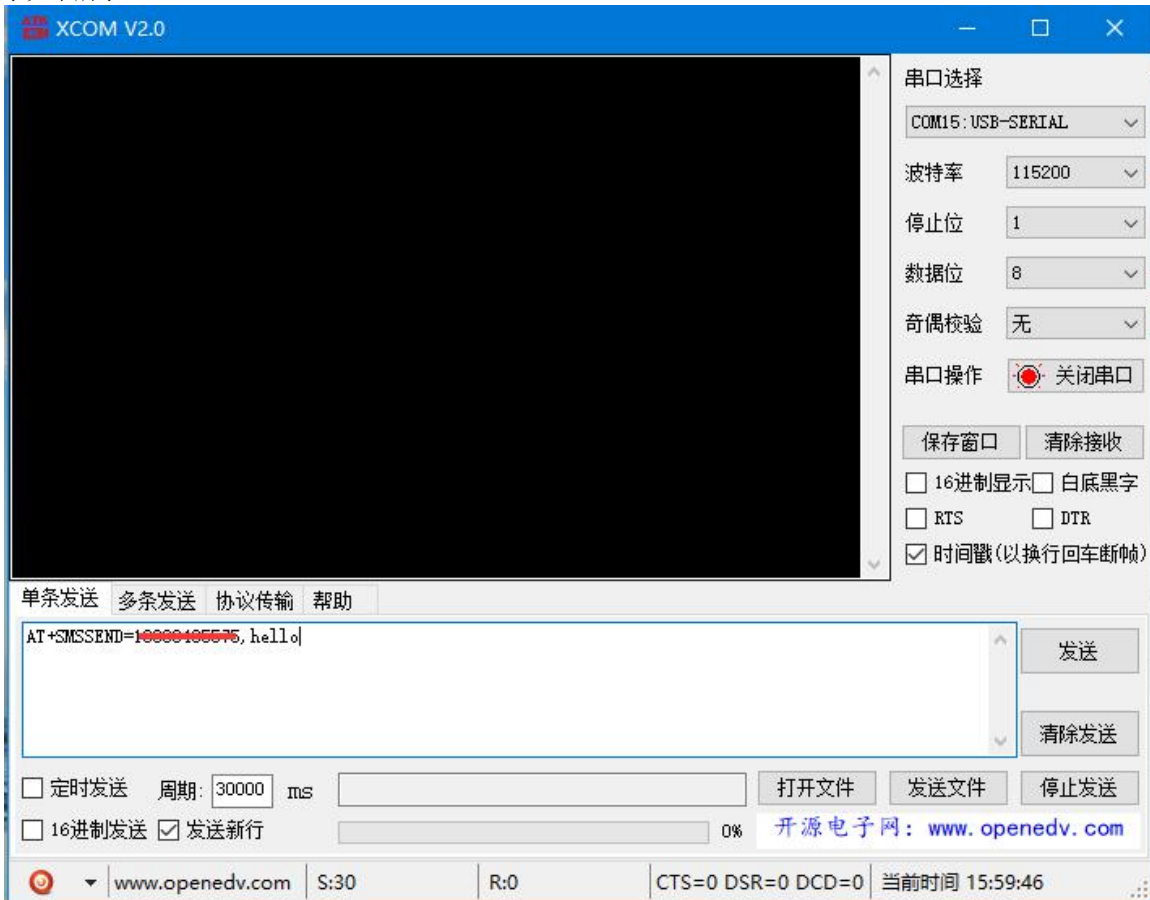 XCOM V2.0
串口选择
COM15:USB-SERIAL
波特率 115200
停止位 1
数据位 8
奇偶校验 无
串口操作 关闭串口
保存窗口 清除接收
16进制显示 白底黑字
RTS DTR
时间戳(以换行回车断帧)
单条发送 多条发送 协议传输 帮助
AT+SMSSEND= ,hello
发送
清除发送
定时发送 周期: 30000 ms 打开文件 发送文件 停止发送
16进制发送 发送新行 0% 开源电子网: www.openedv.com
www.openedv.com S:30 R:0 CTS=0 DSR=0 DCD=0 当前时间 15:59:46